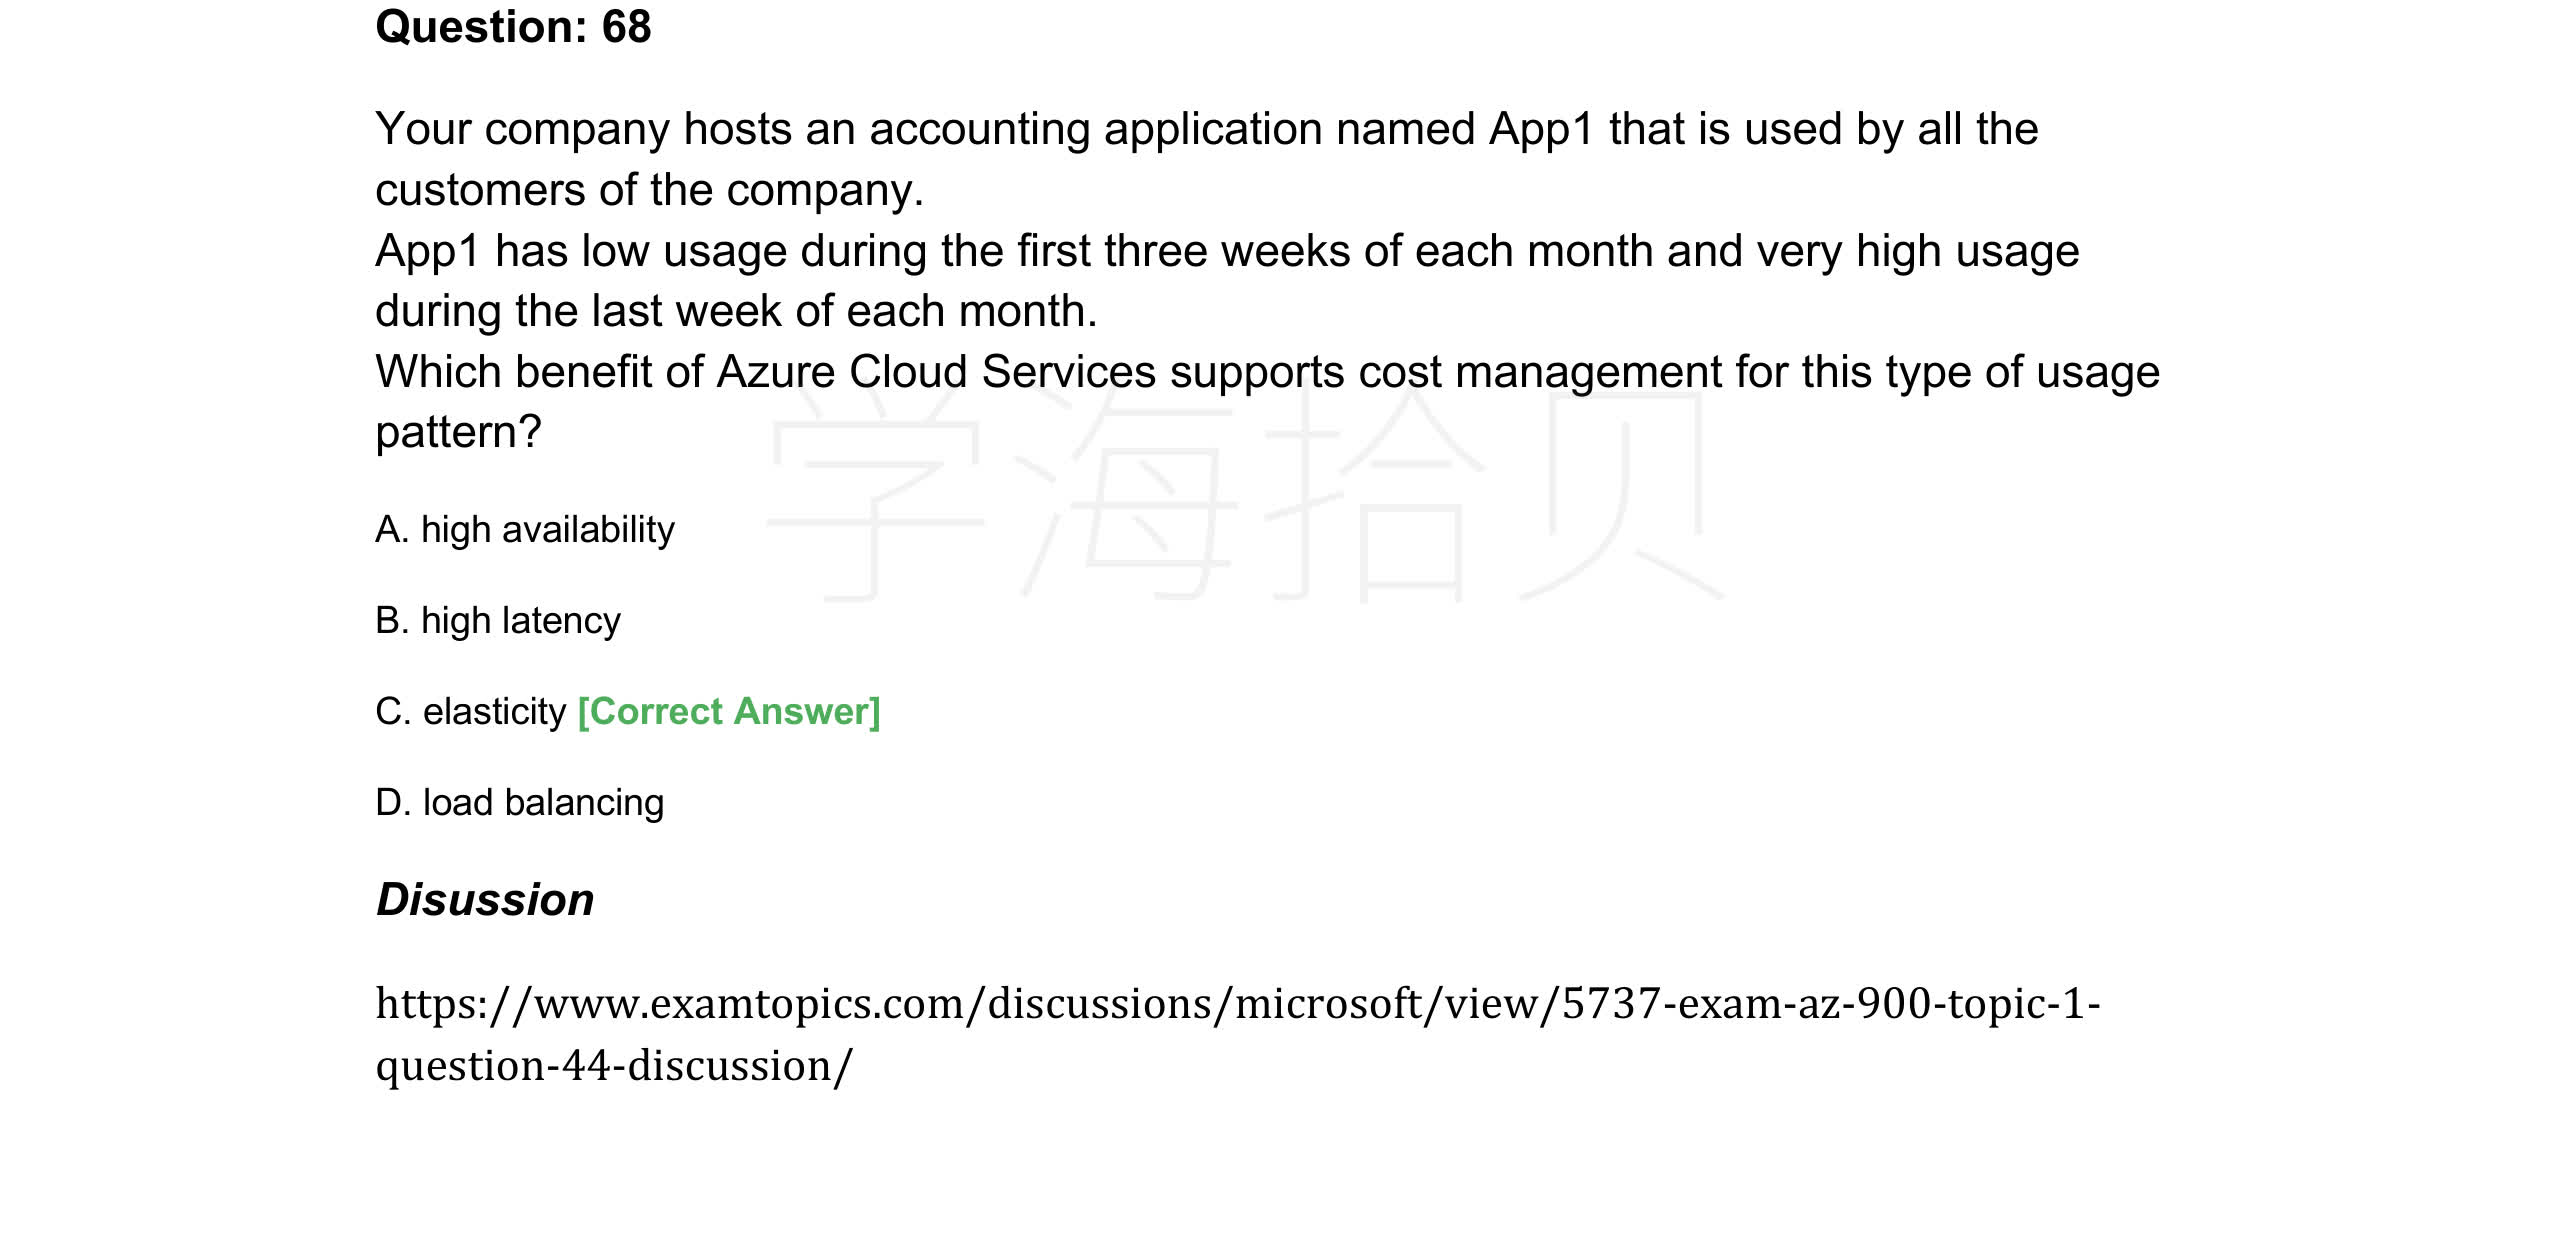 Question: 68
Your company hosts an accounting application named App1 that is used by all the
customers of the company.
App1 has low usage during the first three weeks of each month and very high usage
during the last week of each month.
Which benefit of Azure Cloud Services supports cost management for this type of usage
pattern?
学海拾贝
A. high availability
B. high latency
C. elasticity [Correct Answer]
D. load balancing
Disussion
https://www.examtopics.com/discussions/microsoft/view/5737-exam-az-900-topic-1-
question-44-discussion/